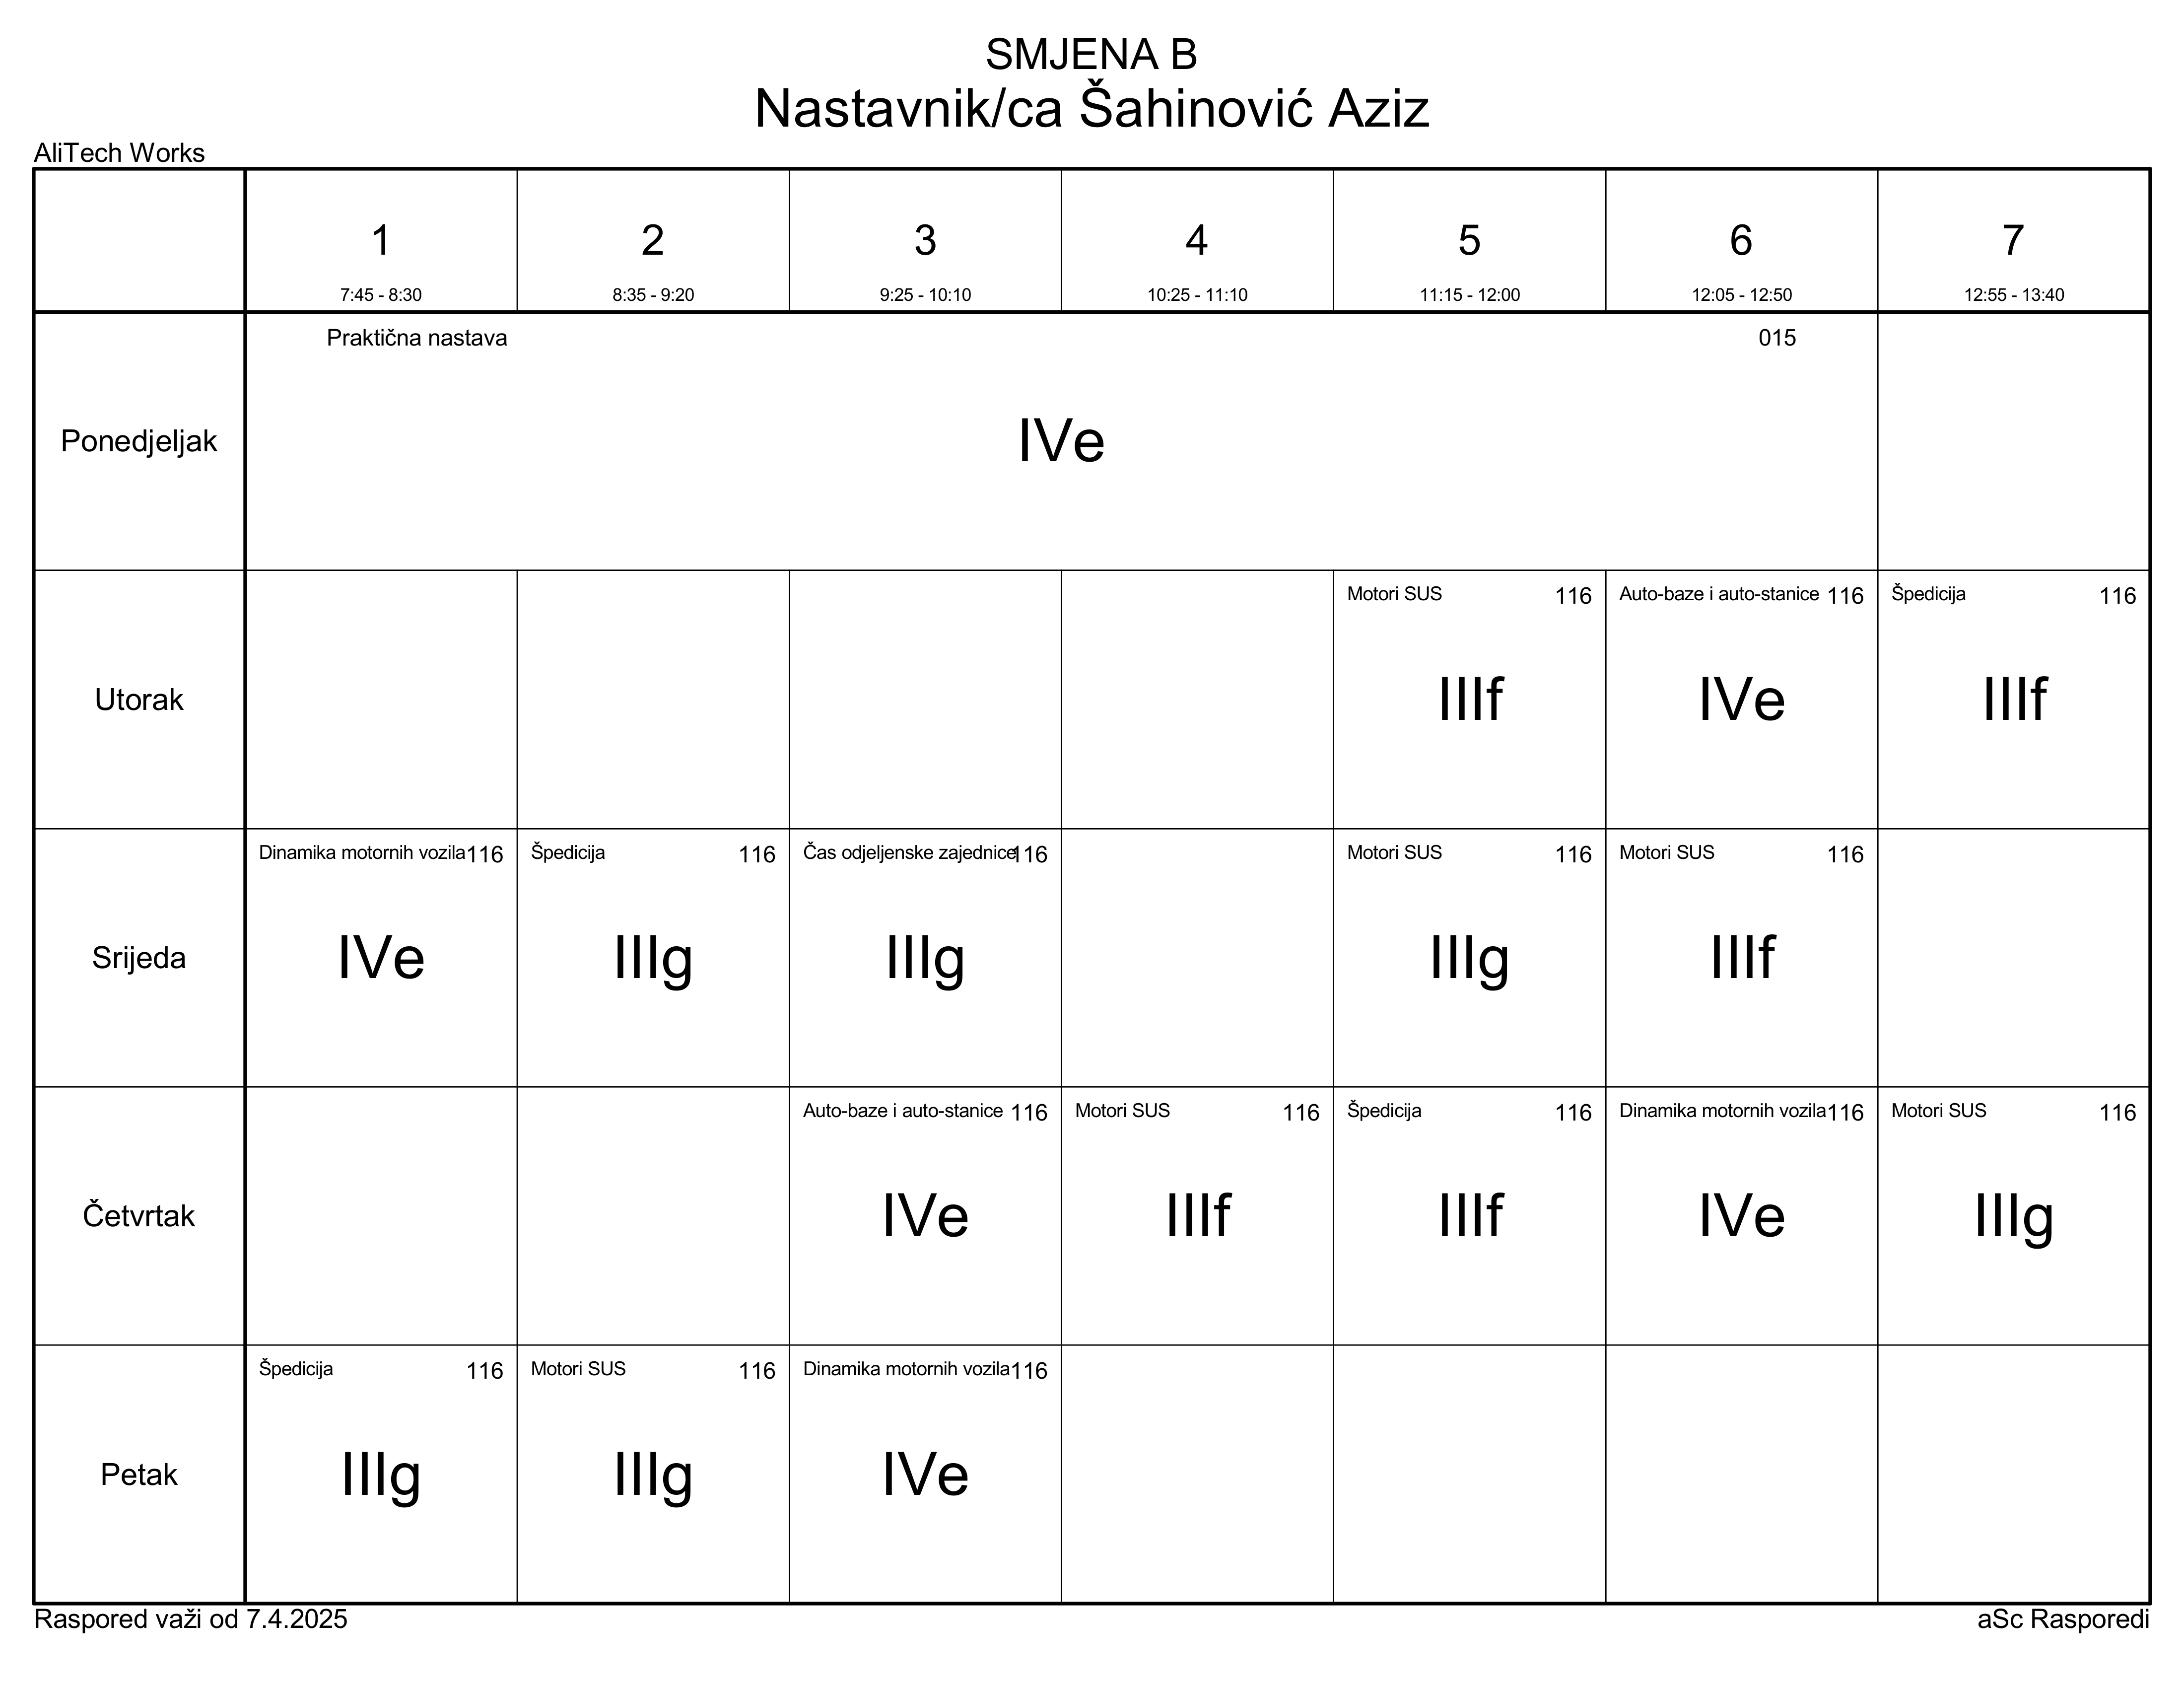 SMJENA B
Nastavnik/ca Šahinović Aziz
AliTech Works
1 2 3 4 5 6 7
7:45 - 8:30 8:35 - 9:20 9:25 - 10:10 10:25 - 11:10 11:15 - 12:00 12:05 - 12:50 12:55 - 13:40
Praktična nastava 015
Ponedjeljak IVe
Motori SUS 116 Auto-baze i auto-stanice 116 Špedicija 116
Utorak IIIf IVe IIIf
Dinamika motornih vozila 116 Špedicija 116 Čas odjeljenske zajednice 116 Motori SUS 116 Motori SUS 116
Srijeda IVe IIIg IIIg IIIg IIIf
Auto-baze i auto-stanice 116 Motori SUS 116 Špedicija 116 Dinamika motornih vozila 116 Motori SUS 116
Četvrtak IVe IIIf IIIf IVe IIIg
Špedicija 116 Motori SUS 116 Dinamika motornih vozila 116
Petak IIIg IIIg IVe
Raspored važi od 7.4.2025 aSc Rasporedi